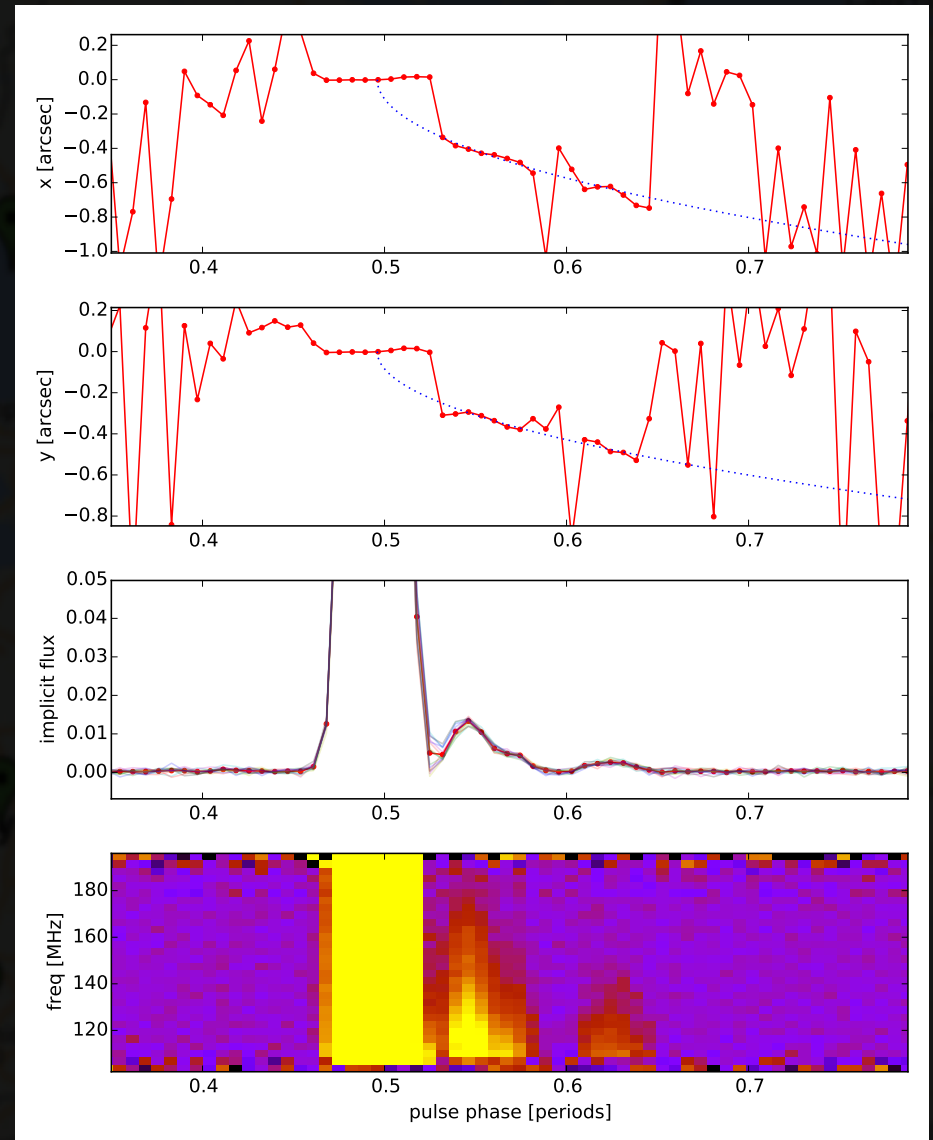 x [arcsec]
0.2
0.0
−0.2
−0.4
−0.6
−0.8
−1.0
0.4 0.5 0.6 0.7
y [arcsec]
0.2
0.0
−0.2
−0.4
−0.6
−0.8
0.4 0.5 0.6 0.7
implicit flux
0.05
0.04
0.03
0.02
0.01
0.00
0.4 0.5 0.6 0.7
freq [MHz]
180
160
140
120
0.4 0.5 0.6 0.7
pulse phase [periods]